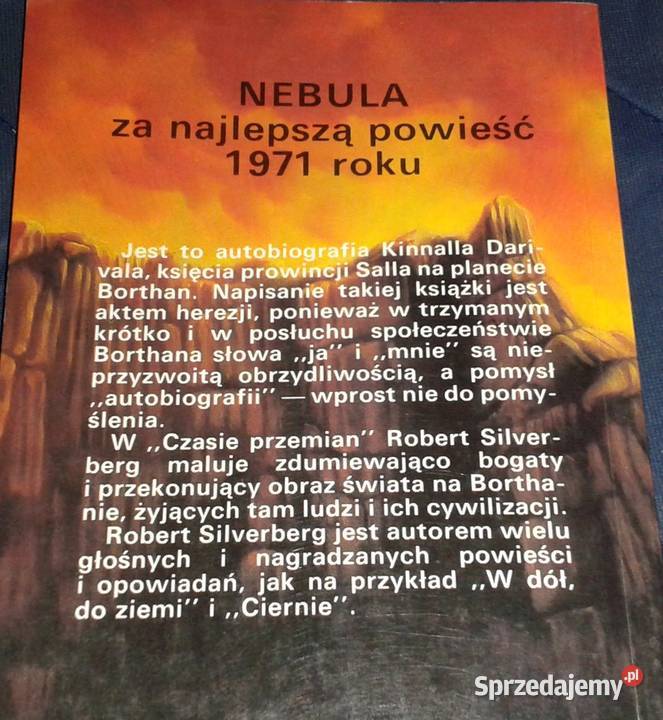 NEBULA
za najlepszą powieść
1971 roku
Jest to autobiografia Kinnalla Dari-
vala, księcia prowincji Salla na planecie
Borthan. Napisanie takiej książki jest
aktem herezji, ponieważ w trzymanym
krótko i w posłuchu społeczeństwie
Borthana słowa „ja” i „mnie” są nie-
przyzwoitą obrzydliwością, a pomysł
„autobiografii” — wprost nie do pomy-
ślenia.
W „Czasie przemian” Robert Silver-
berg maluje zdumiewająco bogaty
i przekonujący obraz świata na Bortha-
nie, żyjących tam ludzi i ich cywilizacji.
Robert Silverberg jest autorem wielu
głośnych i nagradzanych powieści
i opowiadań, jak na przykład „W dół,
do ziemi” i „Ciernie”.
Sprzedajemy.pl